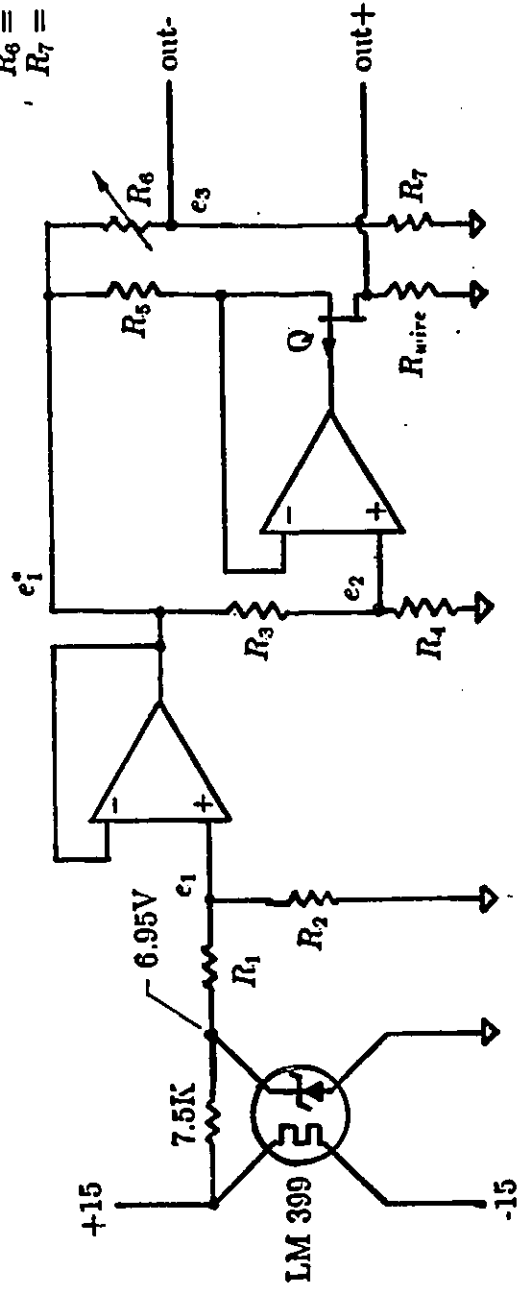 R₆ =
R₇ =
+15
7.5K
6.95V
LM 399
-15
R₁
e₁
R₂
-
+
e₁*
R₃
e₂
R₄
-
+
R₅
Q
R₆
e₃
out-
R_wire
R₇
out+